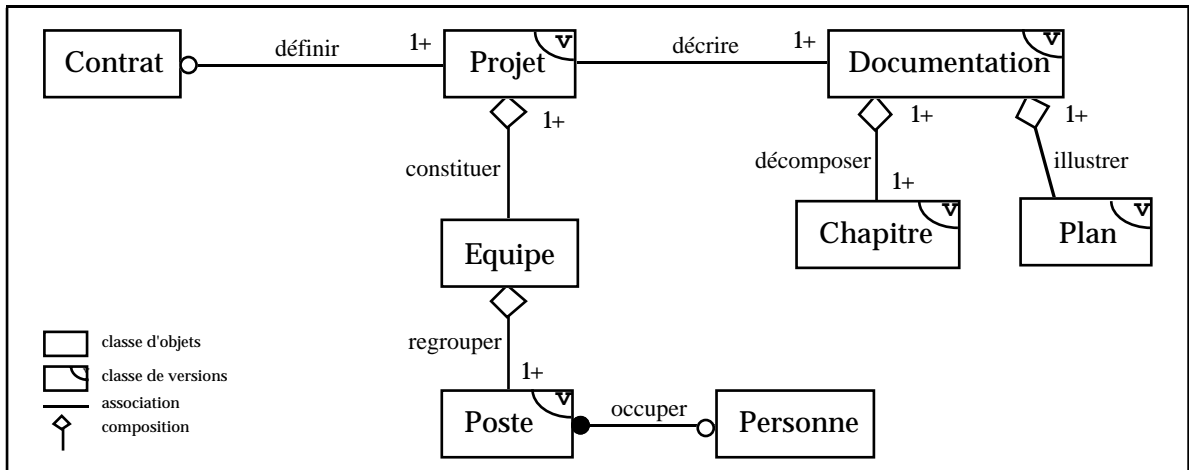 définir 1+ décrire 1+
Contrat Projet V Documentation V
1+ 1+ 1+
constituer décomposer illustrer
1+
Equipe Chapitre V Plan V
classe d'objets regrouper
classe de versions 1+
association
composition Poste V occuper Personne